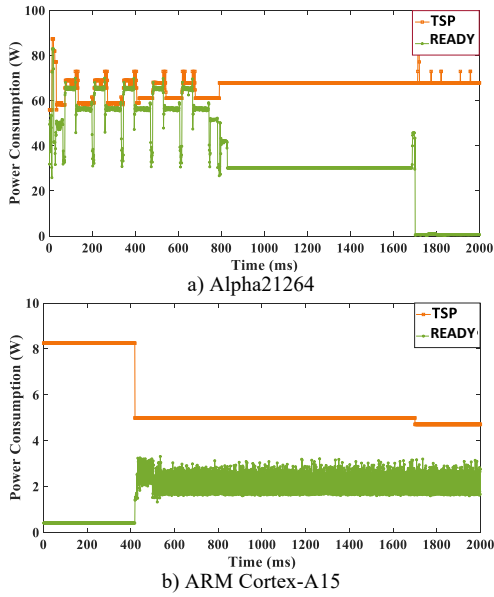 100
TSP
READY
80
60
40
20
0
Power Consumption (W)
0 200 400 600 800 1000 1200 1400 1600 1800 2000
Time (ms)
a) Alpha21264
10
TSP
READY
8
6
4
2
0
Power Consumption (W)
0 200 400 600 800 1000 1200 1400 1600 1800 2000
Time (ms)
b) ARM Cortex-A15